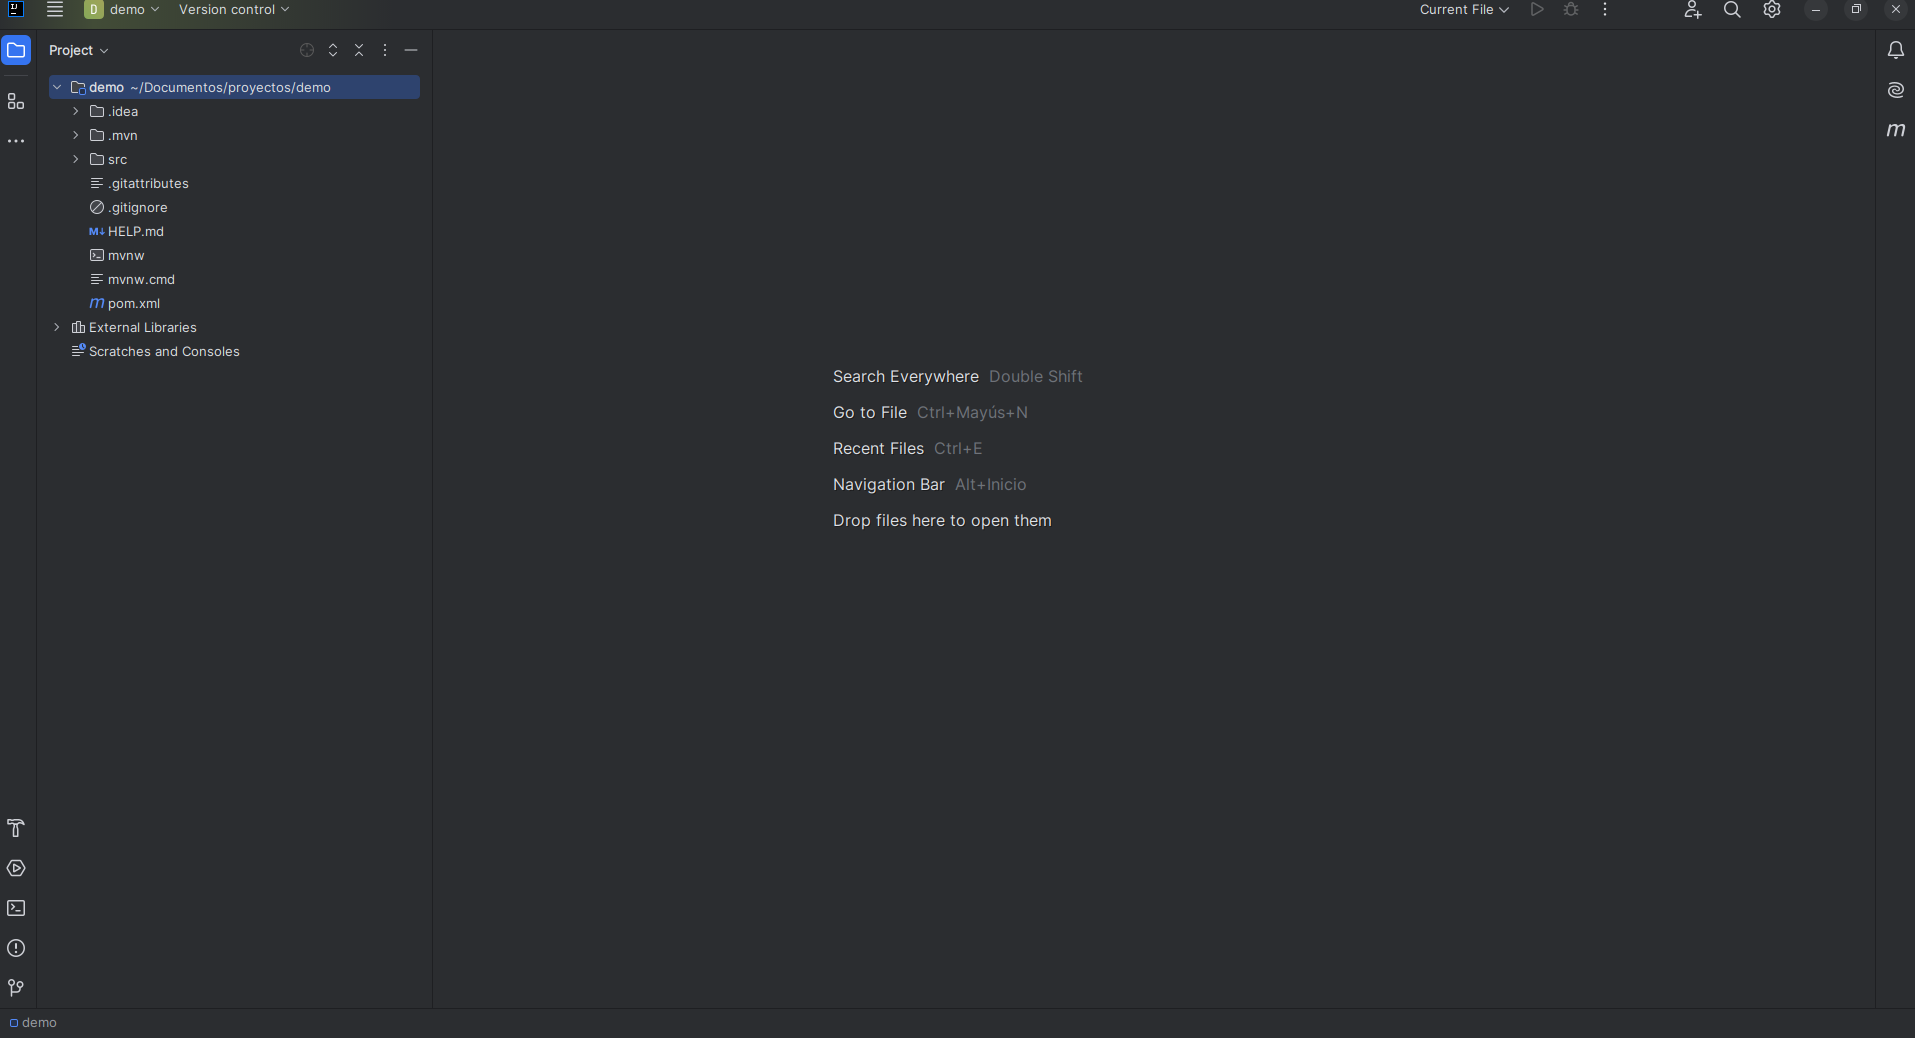 D demo Version control Current File
Project
demo ~/Documentos/proyectos/demo
.idea
.mvn
src
.gitattributes
.gitignore
M↓ HELP.md
mvnw
mvnw.cmd
m pom.xml
External Libraries
Scratches and Consoles
Search Everywhere Double Shift
Go to File Ctrl+Mayús+N
Recent Files Ctrl+E
Navigation Bar Alt+Inicio
Drop files here to open them
m
demo